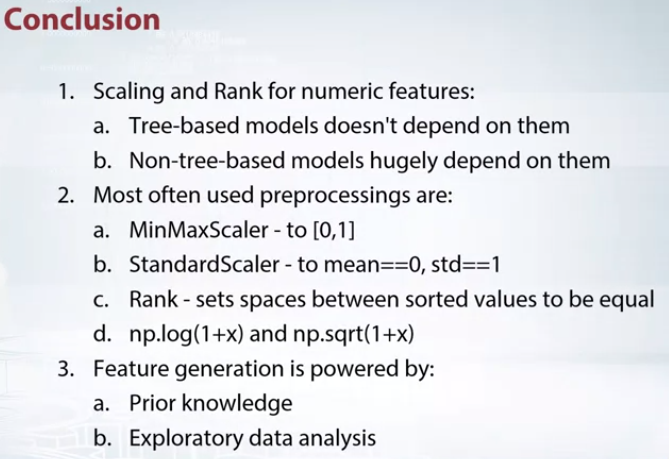 Conclusion
1. Scaling and Rank for numeric features:
a. Tree-based models doesn't depend on them
b. Non-tree-based models hugely depend on them
2. Most often used preprocessings are:
a. MinMaxScaler - to [0,1]
b. StandardScaler - to mean==0, std==1
c. Rank - sets spaces between sorted values to be equal
d. np.log(1+x) and np.sqrt(1+x)
3. Feature generation is powered by:
a. Prior knowledge
b. Exploratory data analysis